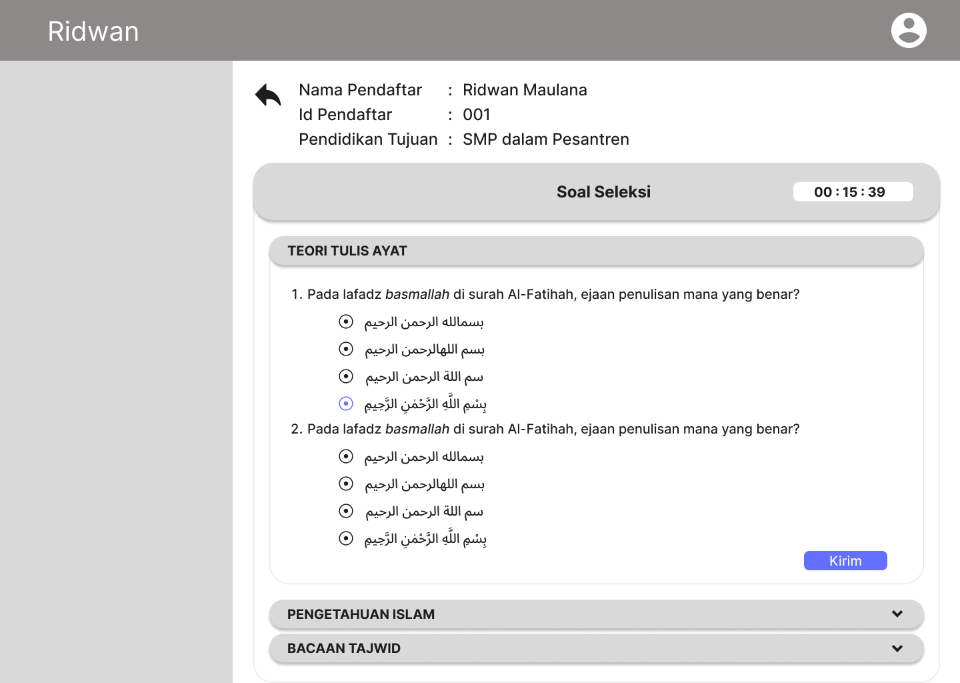 Ridwan
Nama Pendaftar : Ridwan Maulana
Id Pendaftar : 001
Pendidikan Tujuan : SMP dalam Pesantren
Soal Seleksi 00 : 15 : 39
TEORI TULIS AYAT
1. Pada lafadz basmallah di surah Al-Fatihah, ejaan penulisan mana yang benar?
بسمالله الرحمن الرحيم
بسم اللهالرحمن الرحيم
سم اللة الرحمن الرحيم
بِسْمِ اللَّهِ الرَّحْمٰنِ الرَّحِيمِ
2. Pada lafadz basmallah di surah Al-Fatihah, ejaan penulisan mana yang benar?
بسمالله الرحمن الرحيم
بسم اللهالرحمن الرحيم
سم اللة الرحمن الرحيم
بِسْمِ اللَّهِ الرَّحْمٰنِ الرَّحِيمِ
Kirim
PENGETAHUAN ISLAM
BACAAN TAJWID